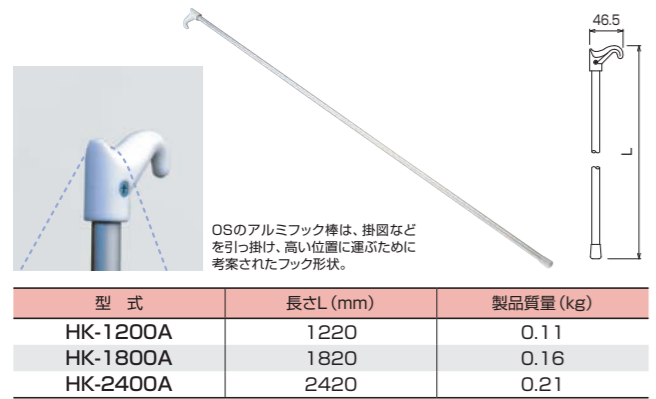 46.5
L
OSのアルミフック棒は、掛図など
を引っ掛け、高い位置に運ぶために
考案されたフック形状。
型 式 長さL(mm) 製品質量(kg)
HK-1200A 1220 0.11
HK-1800A 1820 0.16
HK-2400A 2420 0.21